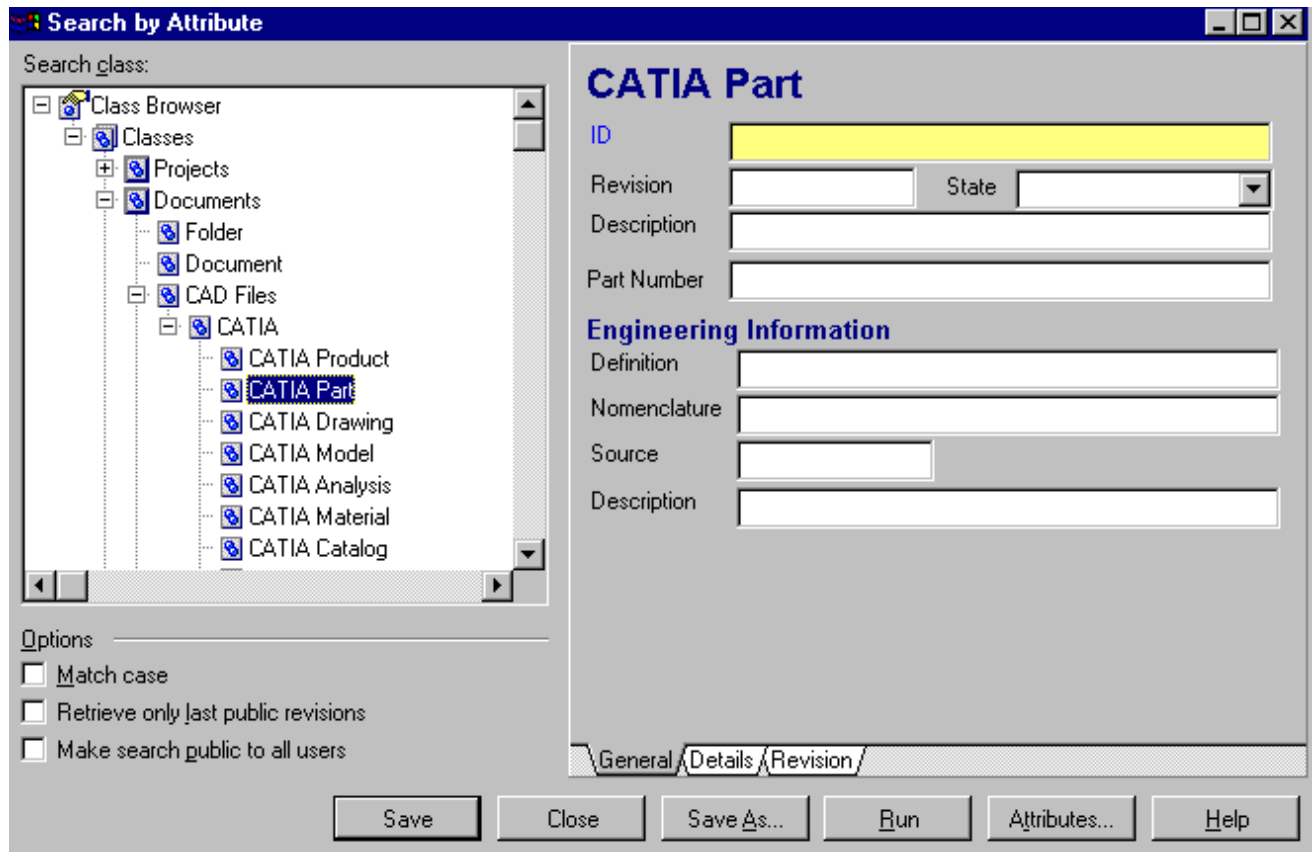 Search by Attribute
Search class:
Class Browser
Classes
Projects
Documents
Folder
Document
CAD Files
CATIA
CATIA Product
CATIA Part
CATIA Drawing
CATIA Model
CATIA Analysis
CATIA Material
CATIA Catalog
Options
Match case
Retrieve only last public revisions
Make search public to all users
CATIA Part
ID
Revision State
Description
Part Number
Engineering Information
Definition
Nomenclature
Source
Description
General Details Revision
Save Close Save As... Run Attributes... Help